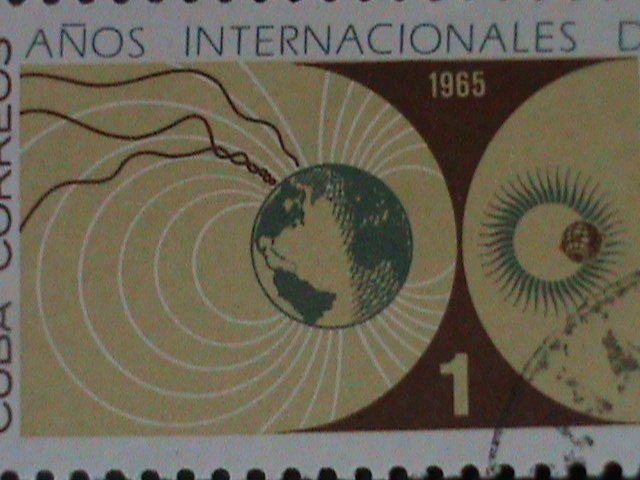 AÑOS INTERNACIONALES D
1965
CUBA CORREOS
1